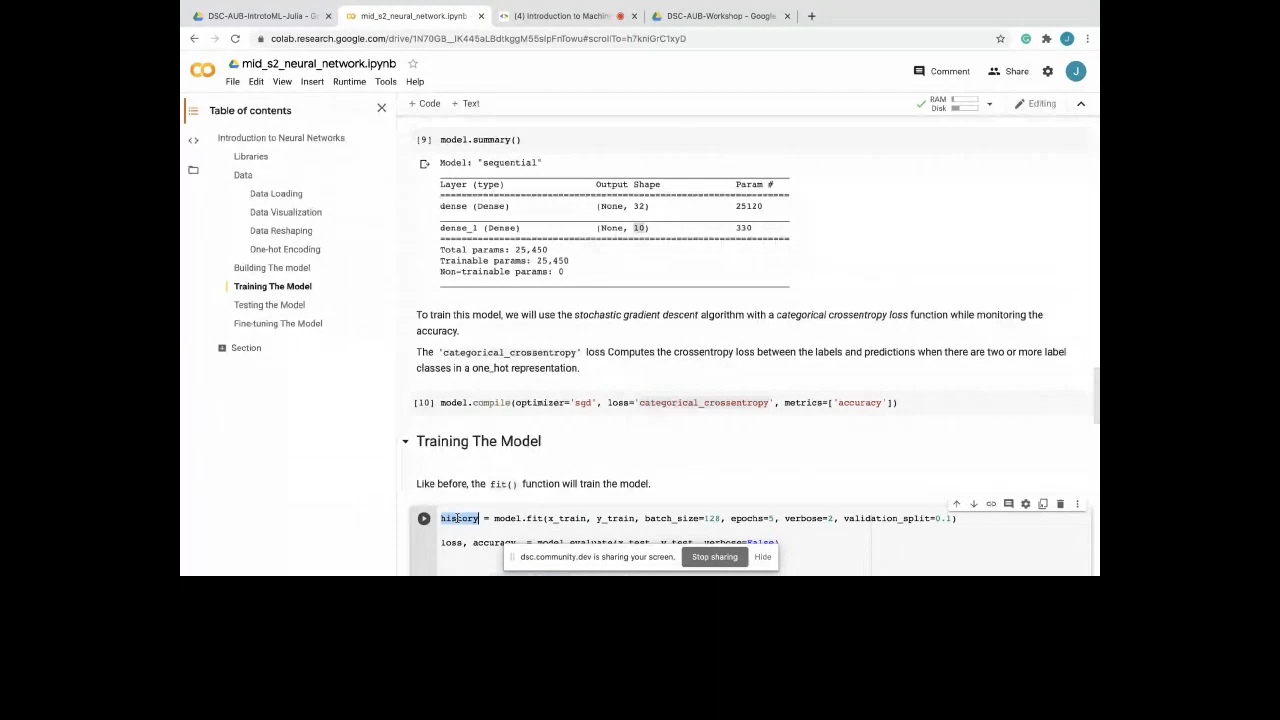 DSC-AUB-IntrotoML-Julia - G
mid_s2_neural_network.ipynb
(4) Introduction to Machin
DSC-AUB-Workshop - Google
colab.research.google.com/drive/
mid_s2_neural_network.ipynb
File Edit View Insert Runtime Tools Help
Comment
Share
J
Table of contents
Introduction to Neural Networks
Libraries
Data
Data Loading
Data Visualization
Data Reshaping
One-hot Encoding
Building The model
Training The Model
Testing the Model
Fine-tuning The Model
Section
+ Code + Text
RAM
Disk
Editing
[9] model.summary()
Model: "sequential"
Layer (type) Output Shape Param #
dense (Dense) (None, 32) 25120
dense_1 (Dense) (None, 10) 330
Total params: 25,450
Trainable params: 25,450
Non-trainable params: 0
To train this model, we will use the stochastic gradient descent algorithm with a categorical crossentropy loss function while monitoring the
accuracy.
The 'categorical_crossentropy' loss Computes the crossentropy loss between the labels and predictions when there are two or more label
classes in a one_hot representation.
[10] model.compile(optimizer='sgd', loss='categorical_crossentropy', metrics=['accuracy'])
Training The Model
Like before, the fit() function will train the model.
history = model.fit(x_train, y_train, batch_size=128, epochs=5, verbose=2, validation_split=0.1)
loss, accuracy = model.evaluate(x_test, y_test, verbose=False)
dsc.community.dev is sharing your screen. Stop sharing Hide